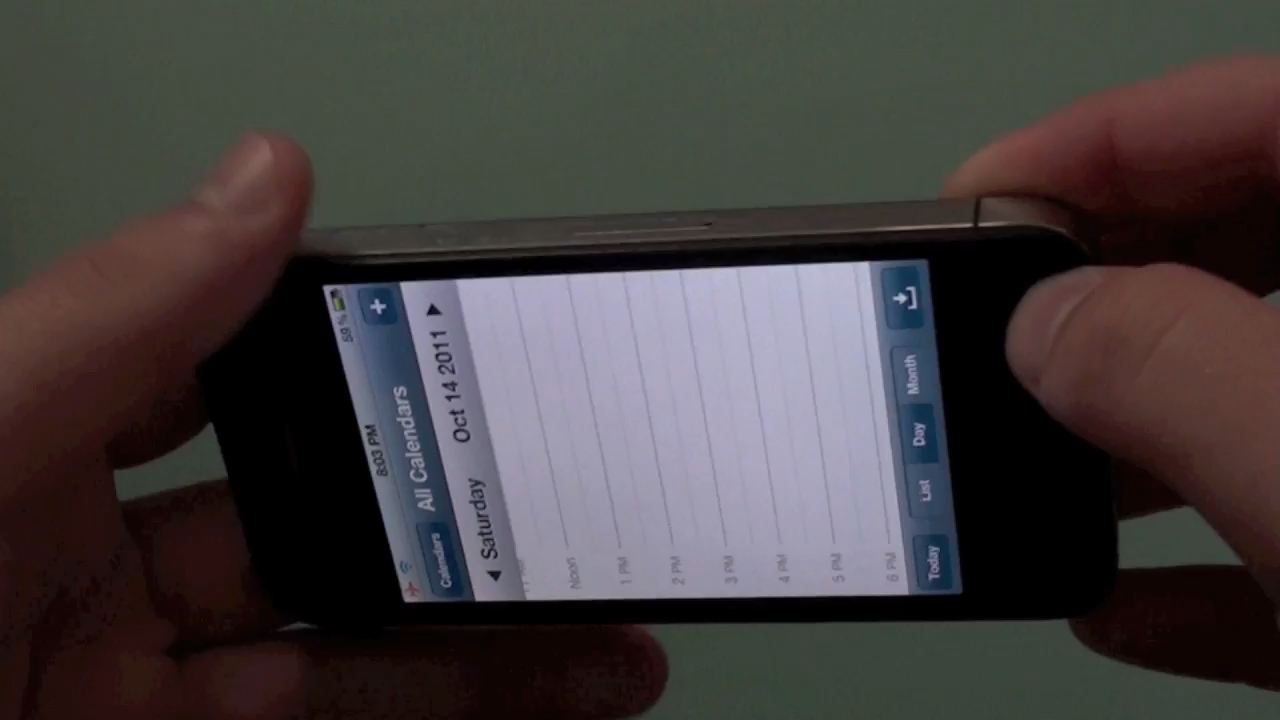 8:03 PM 59 %
Calendars All Calendars +
Saturday Oct 14 2011
Noon
1 PM
2 PM
3 PM
4 PM
5 PM
6 PM
Today List Day Month